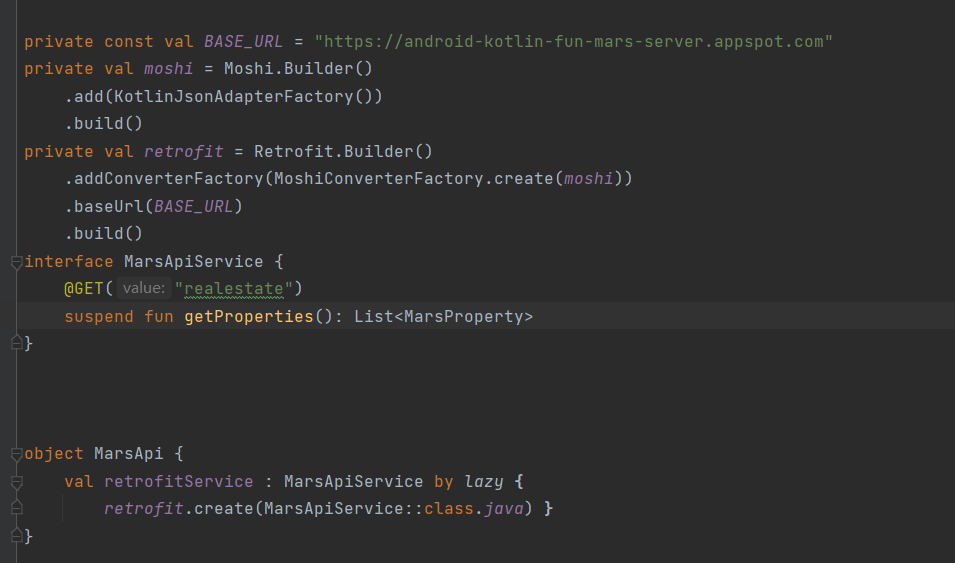 private const val BASE_URL = "https://android-kotlin-fun-mars-server.appspot.com"
private val moshi = Moshi.Builder()
    .add(KotlinJsonAdapterFactory())
    .build()
private val retrofit = Retrofit.Builder()
    .addConverterFactory(MoshiConverterFactory.create(moshi))
    .baseUrl(BASE_URL)
    .build()
interface MarsApiService {
    @GET( value: "realestate")
    suspend fun getProperties(): List<MarsProperty>
}
object MarsApi {
    val retrofitService : MarsApiService by lazy {
        retrofit.create(MarsApiService::class.java) }
}